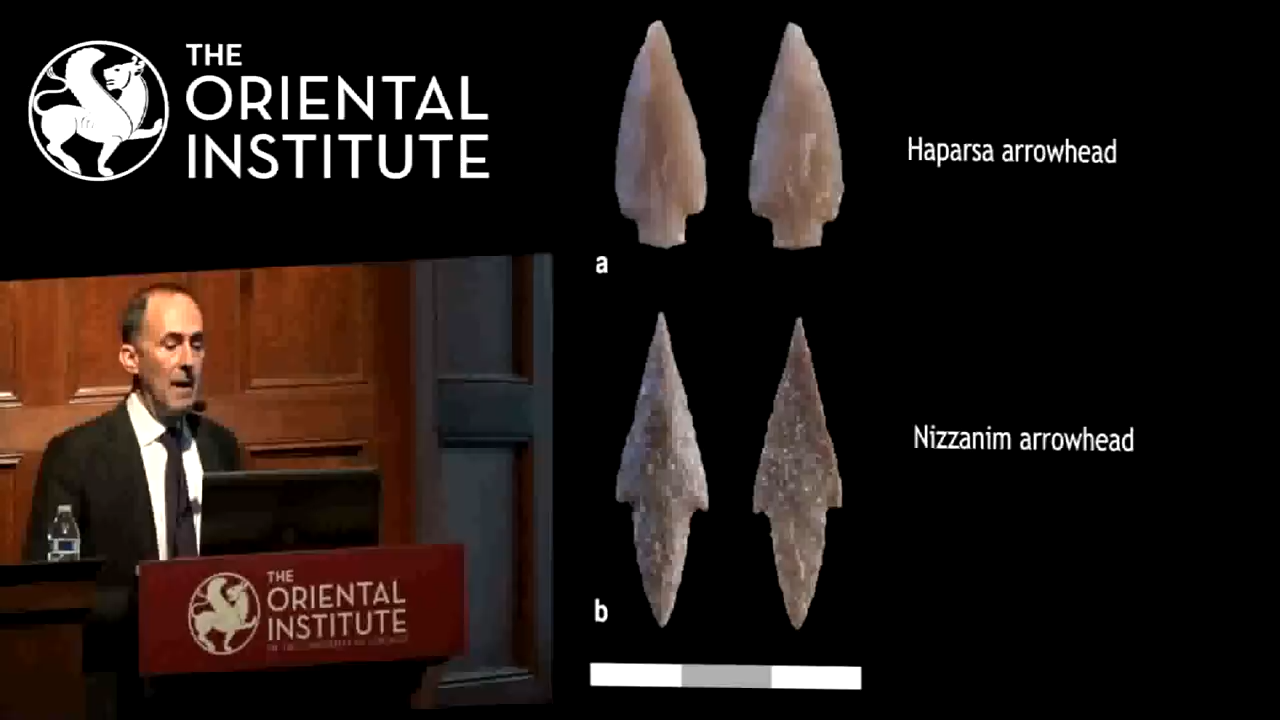 THE
ORIENTAL
INSTITUTE
Haparsa arrowhead
a
Nizzanim arrowhead
b
THE
ORIENTAL
INSTITUTE